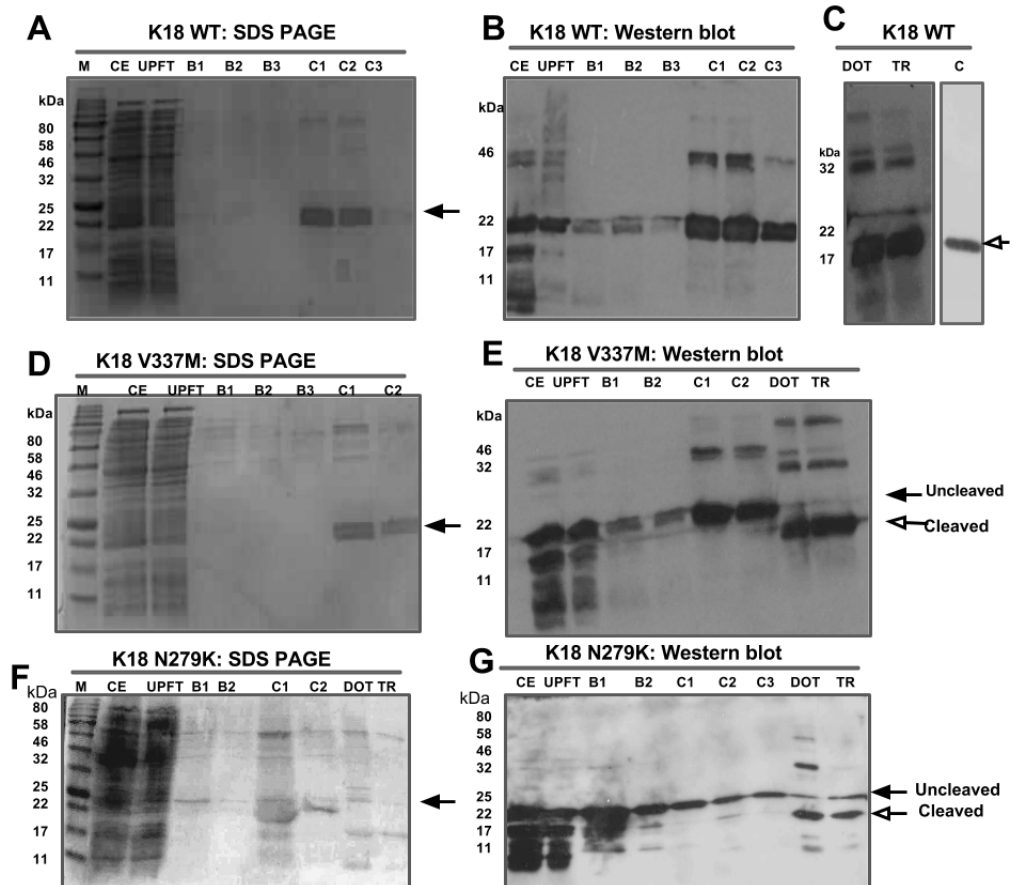 A
K18 WT: SDS PAGE
M CE UPFT B1 B2 B3 C1 C2 C3
kDa
80
58
46
32
25
22
17
11
B
K18 WT: Western blot
CE UPFT B1 B2 B3 C1 C2 C3
kDa
46
22
17
11
C
K18 WT
DOT TR C
kDa
32
22
17
D
K18 V337M: SDS PAGE
M CE UPFT B1 B2 B3 C1 C2
kDa
80
58
46
32
25
22
17
11
E
K18 V337M: Western blot
CE UPFT B1 B2 C1 C2 DOT TR
kDa
46
32
22
17
11
Uncleaved
Cleaved
F
K18 N279K: SDS PAGE
M CE UPFT B1 B2 C1 C2 DOT TR
kDa
80
58
46
32
25
22
17
11
G
K18 N279K: Western blot
CE UPFT B1 B2 C1 C2 C3 DOT TR
80
58
46
32
25
22
17
11
Uncleaved
Cleaved